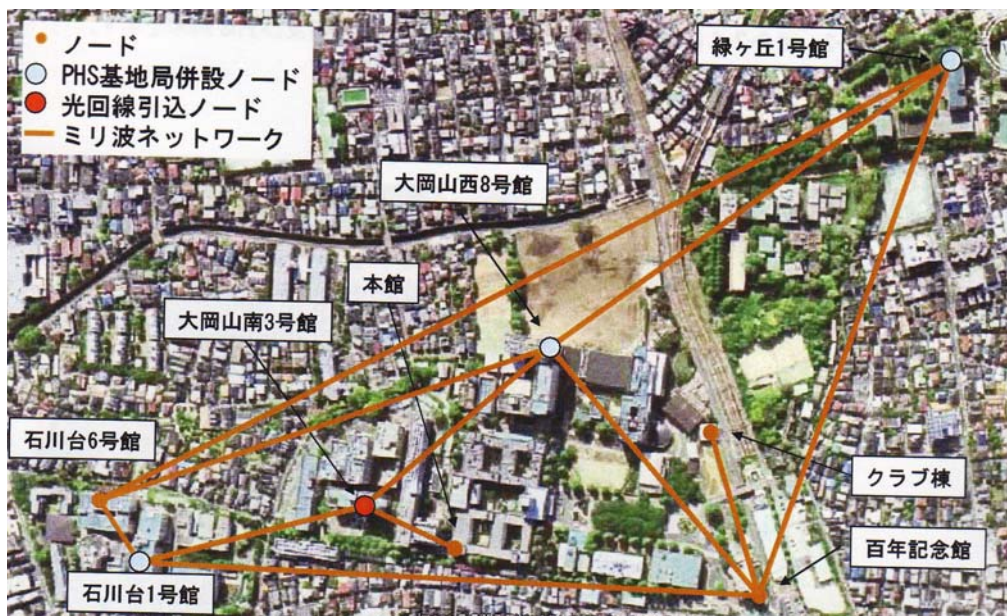 ノード
PHS基地局併設ノード
光回線引込ノード
ミリ波ネットワーク
緑ヶ丘1号館
大岡山西8号館
本館
大岡山南3号館
石川台6号館
クラブ棟
百年記念館
石川台1号館